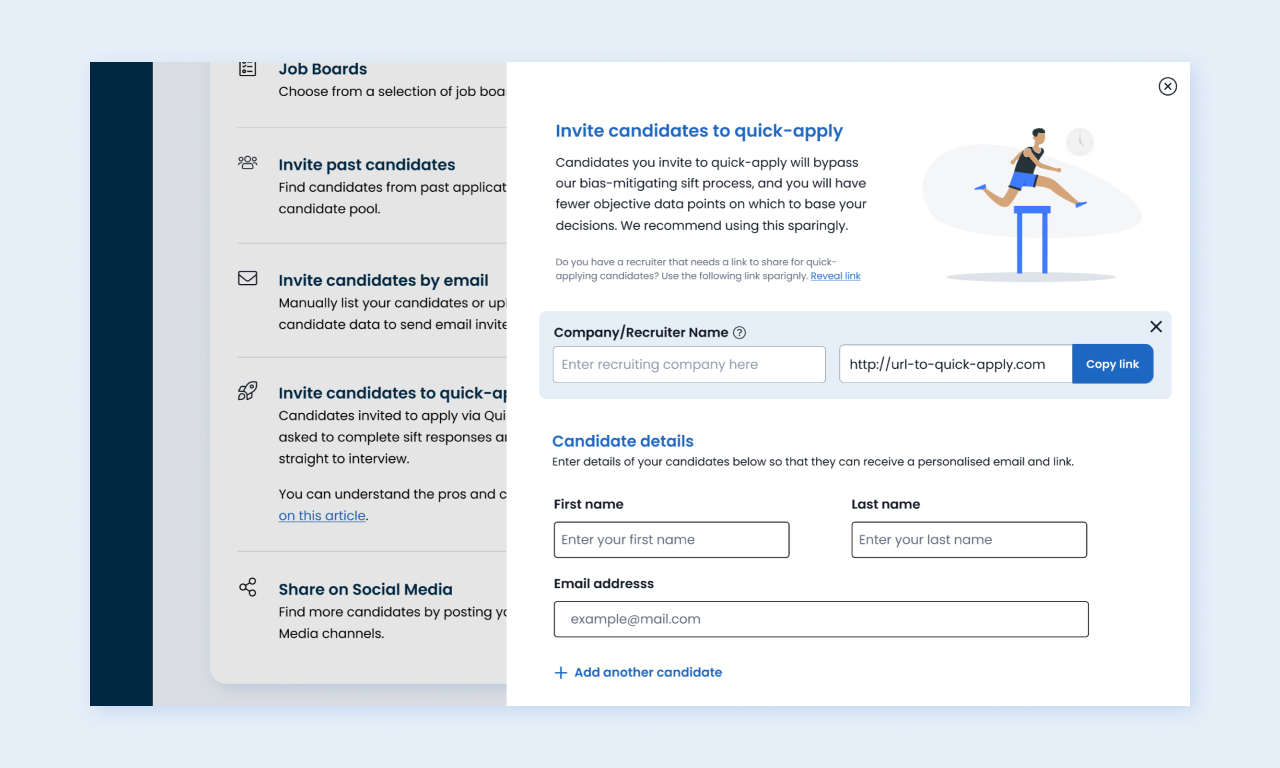 Job Boards
Choose from a selection of job boa
Invite past candidates
Find candidates from past applicat
candidate pool.
Invite candidates by email
Manually list your candidates or upl
candidate data to send email invite
Invite candidates to quick-ap
Candidates invited to apply via Qui
asked to complete sift responses an
straight to interview.
You can understand the pros and c
on this article.
Share on Social Media
Find more candidates by posting yo
Media channels.
Invite candidates to quick-apply
Candidates you invite to quick-apply will bypass
our bias-mitigating sift process, and you will have
fewer objective data points on which to base your
decisions. We recommend using this sparingly.
Do you have a recruiter that needs a link to share for quick-
applying candidates? Use the following link sparignly. Reveal link
Company/Recruiter Name ?
Enter recruiting company here
http://url-to-quick-apply.com
Copy link
Candidate details
Enter details of your candidates below so that they can receive a personalised email and link.
First name
Last name
Enter your first name
Enter your last name
Email addresss
example@mail.com
+ Add another candidate